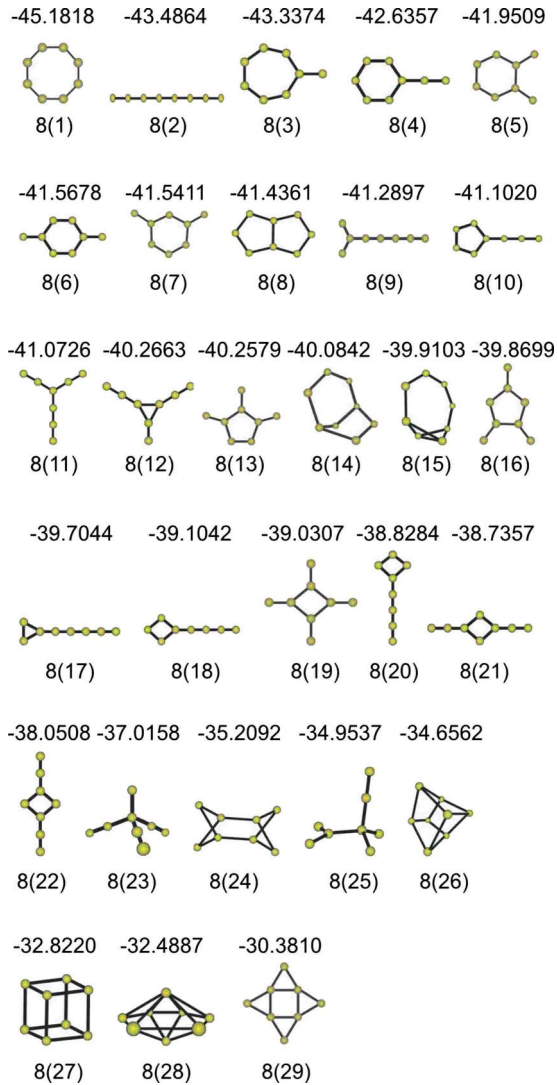 -45.1818 -43.4864 -43.3374 -42.6357 -41.9509
8(1) 8(2) 8(3) 8(4) 8(5)
-41.5678 -41.5411 -41.4361 -41.2897 -41.1020
8(6) 8(7) 8(8) 8(9) 8(10)
-41.0726 -40.2663 -40.2579 -40.0842 -39.9103 -39.8699
8(11) 8(12) 8(13) 8(14) 8(15) 8(16)
-39.7044 -39.1042 -39.0307 -38.8284 -38.7357
8(17) 8(18) 8(19) 8(20) 8(21)
-38.0508 -37.0158 -35.2092 -34.9537 -34.6562
8(22) 8(23) 8(24) 8(25) 8(26)
-32.8220 -32.4887 -30.3810
8(27) 8(28) 8(29)